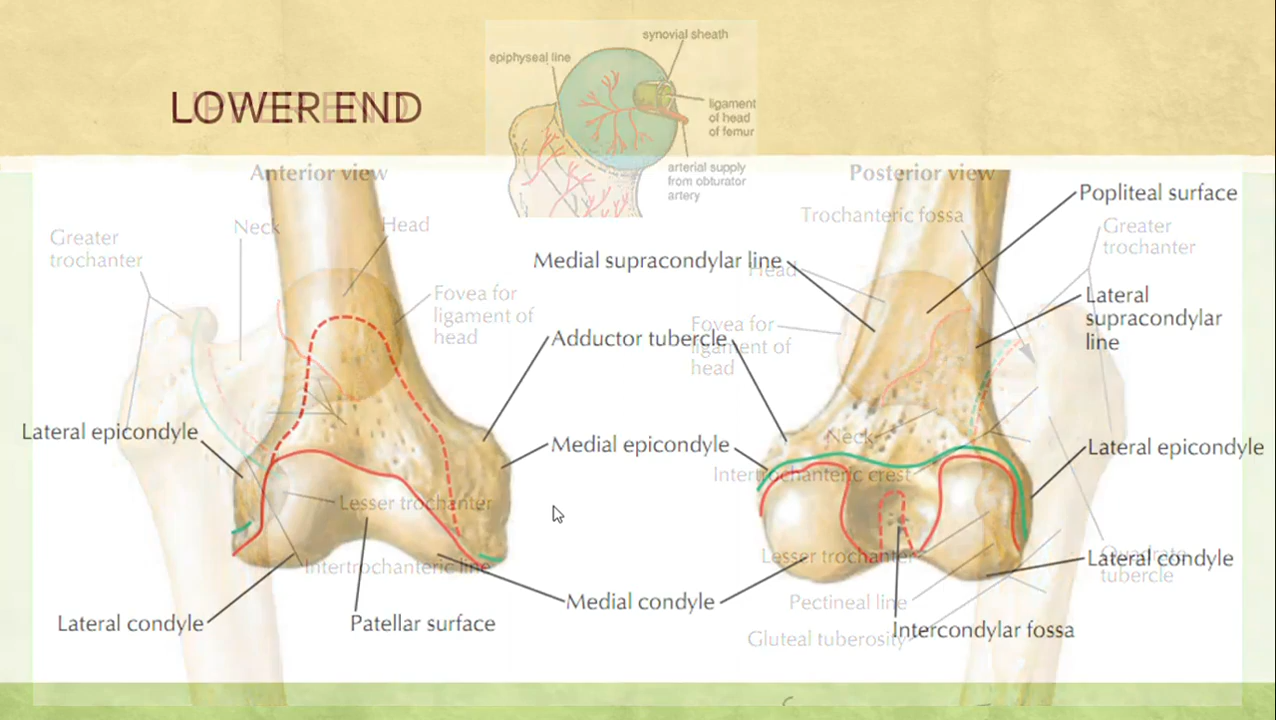 LOWER END
UPPER END
synovial sheath
epiphyseal line
ligament
of head
of femur
arterial supply
from obturator
artery
Anterior view
Posterior view
Popliteal surface
Trochanteric fossa
Greater
trochanter
Neck
Head
Greater
trochanter
Medial supracondylar line
Head
Fovea for
ligament of
head
Lateral
supracondylar
line
Adductor tubercle
Fovea for
ligament of
head
Lateral epicondyle
Medial epicondyle
Neck
Lateral epicondyle
Intertrochanteric crest
Lesser trochanter
Intertrochanteric line
Lesser trochanter
Lateral condyle
Quadrate
tubercle
Medial condyle
Pectineal line
Lateral condyle
Patellar surface
Gluteal tuberosity
Intercondylar fossa